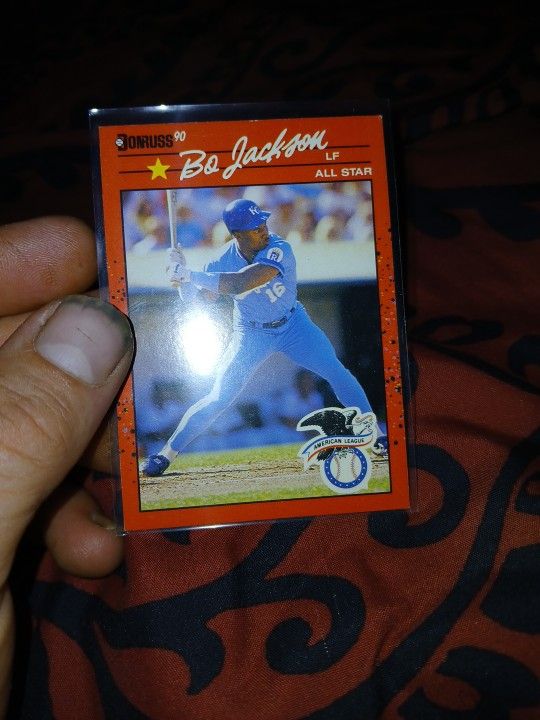 DONRUSS 90
Bo Jackson
LF
ALL STAR
K
R
16
AMERICAN LEAGUE